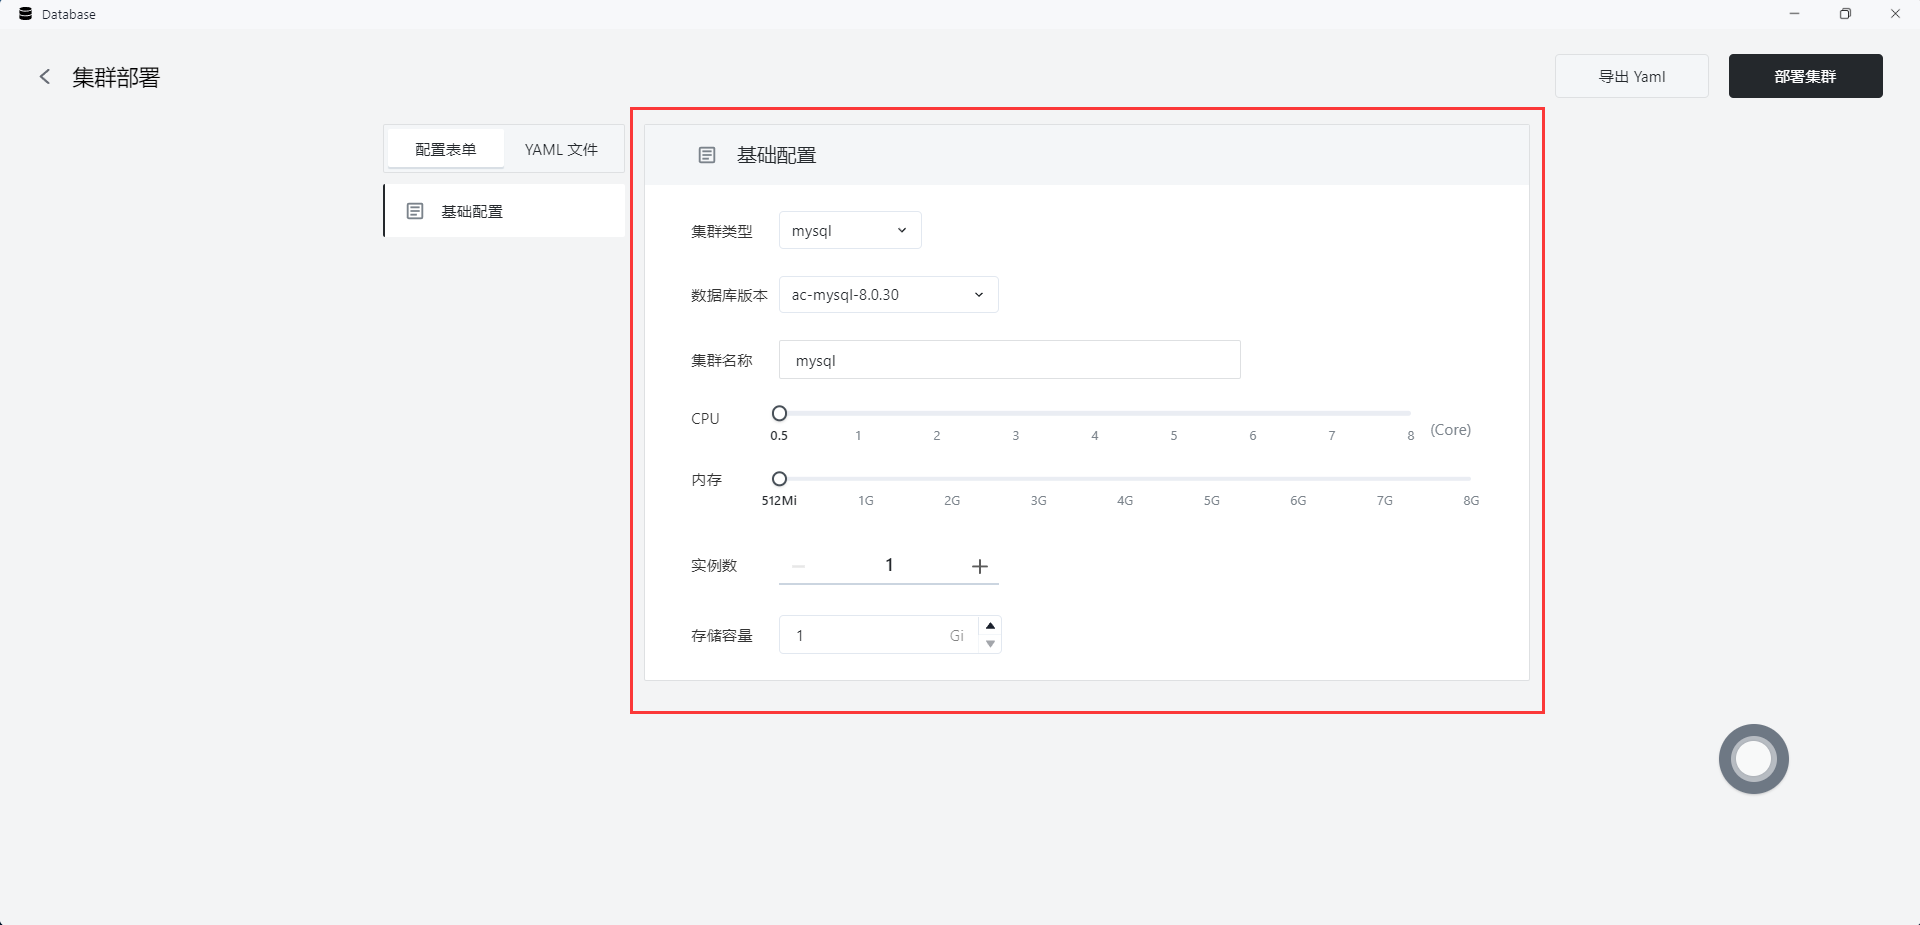 Database
集群部署
导出 Yaml
部署集群
配置表单
YAML 文件
基础配置
基础配置
集群类型
mysql
数据库版本
ac-mysql-8.0.30
集群名称
mysql
CPU
0.5 1 2 3 4 5 6 7 8 (Core)
内存
512Mi 1G 2G 3G 4G 5G 6G 7G 8G
实例数
1
存储容量
1 Gi